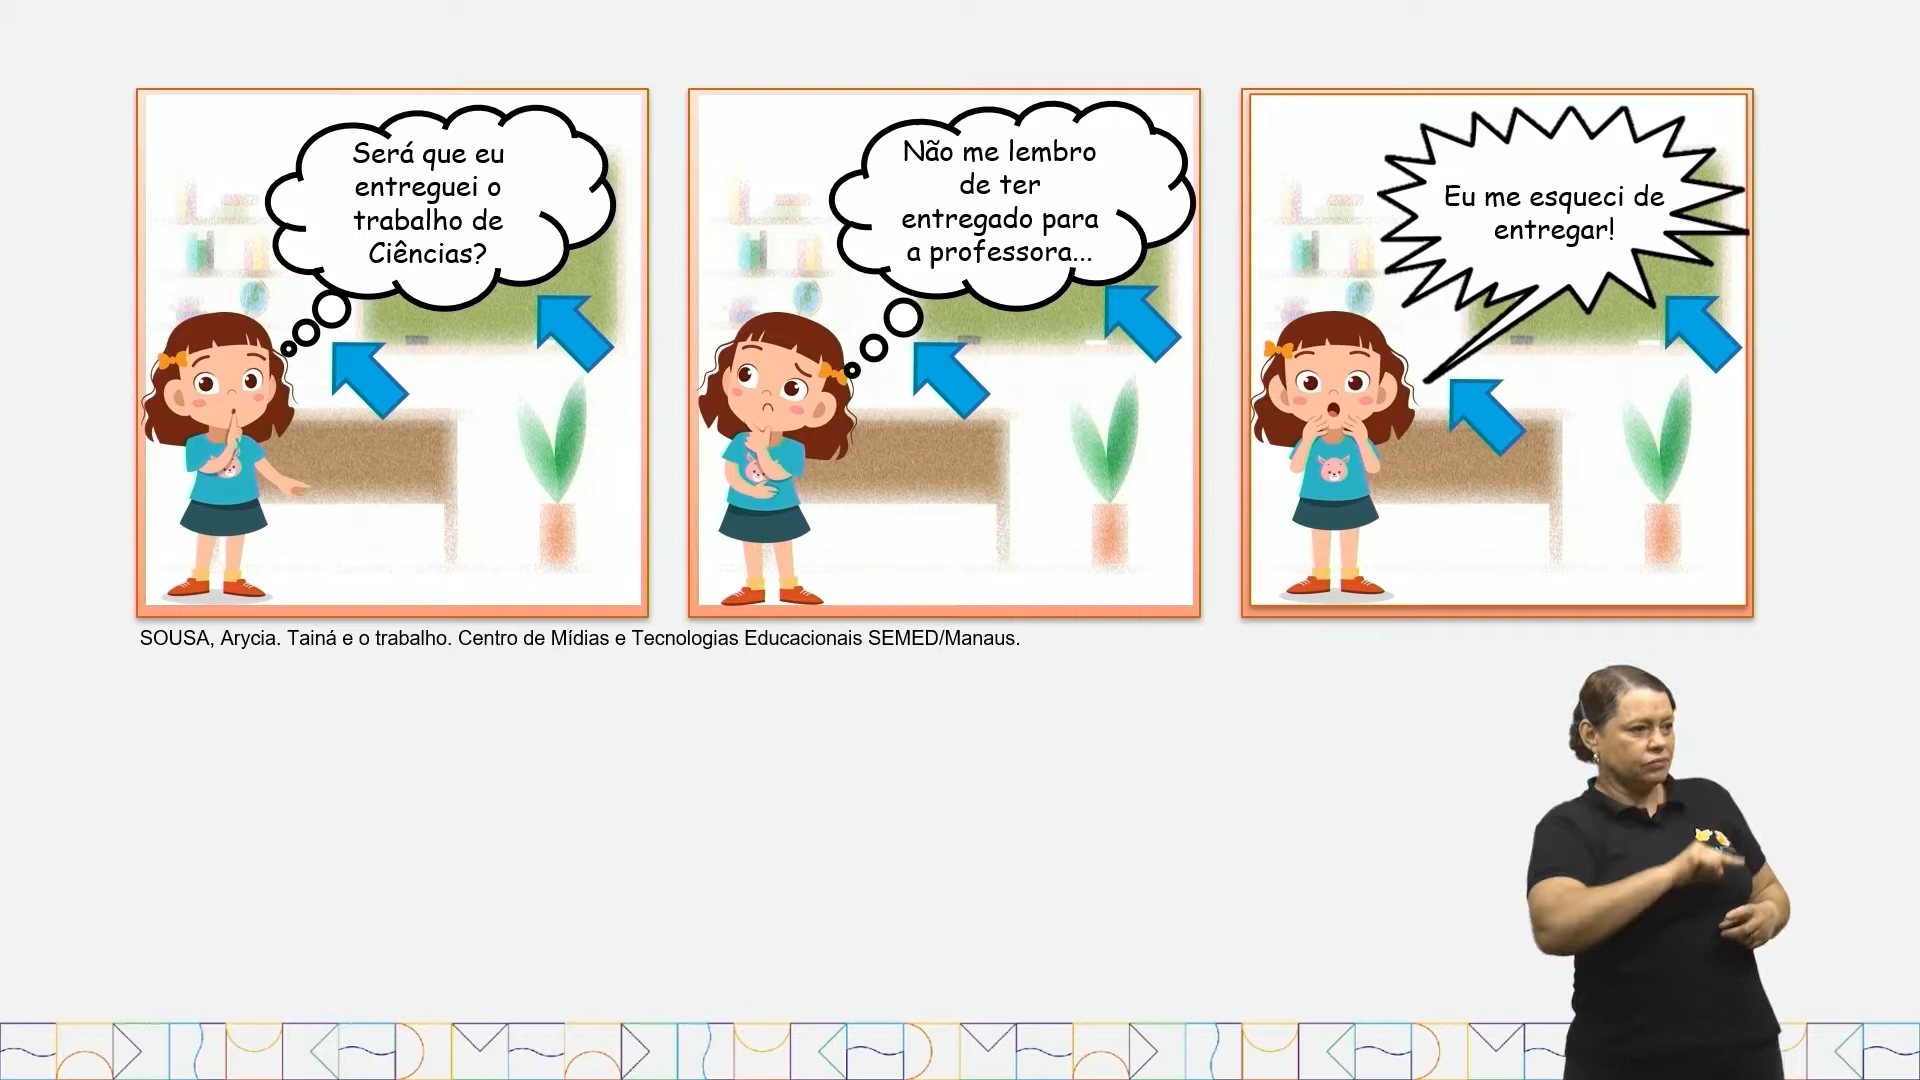 Será que eu
entreguei o
trabalho de
Ciências?
Não me lembro
de ter
entregado para
a professora...
Eu me esqueci de
entregar!
SOUSA, Arycia. Tainá e o trabalho. Centro de Mídias e Tecnologias Educacionais SEMED/Manaus.